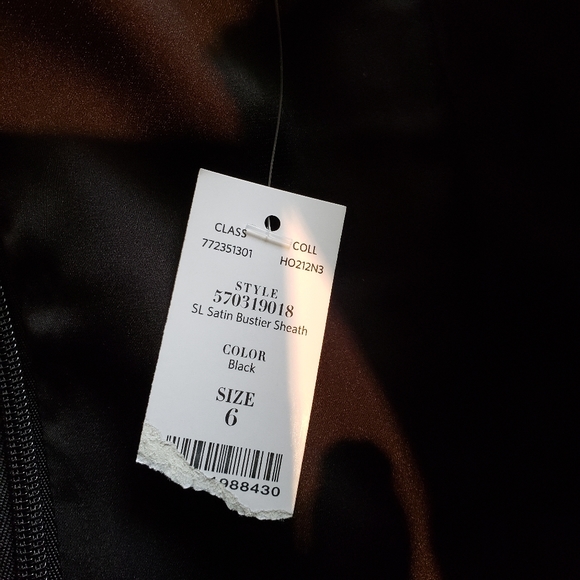 CLASS COLL
772351301 HO212N3
STYLE
570319018
SL Satin Bustier Sheath
COLOR
Black
SIZE
6
988430